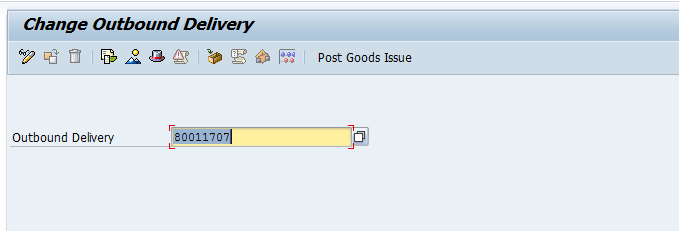 Change Outbound Delivery
Post Goods Issue
Outbound Delivery 80011707